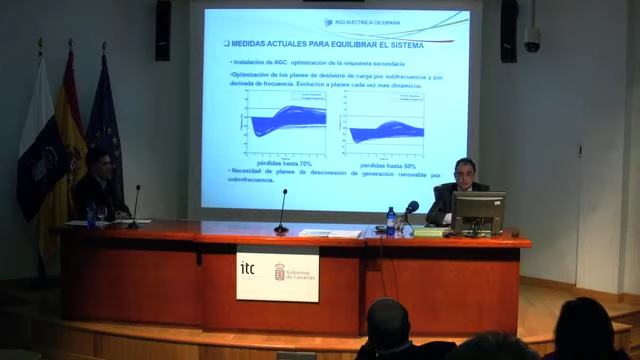 RED ELÉCTRICA DE ESPAÑA
❑ MEDIDAS ACTUALES PARA EQUILIBRAR EL SISTEMA
• Instalación de AGC: optimización de la respuesta secundaria
• Optimización de los planes de deslastre de carga por subfrecuencia y por
derivada de frecuencia. Evolución a planes cada vez mas dinámicos.
pérdidas hasta 70%
pérdidas hasta 50%
• Necesidad de planes de desconexión de generación renovable por
sobrefrecuencia.
itc
Gobierno
de Canarias